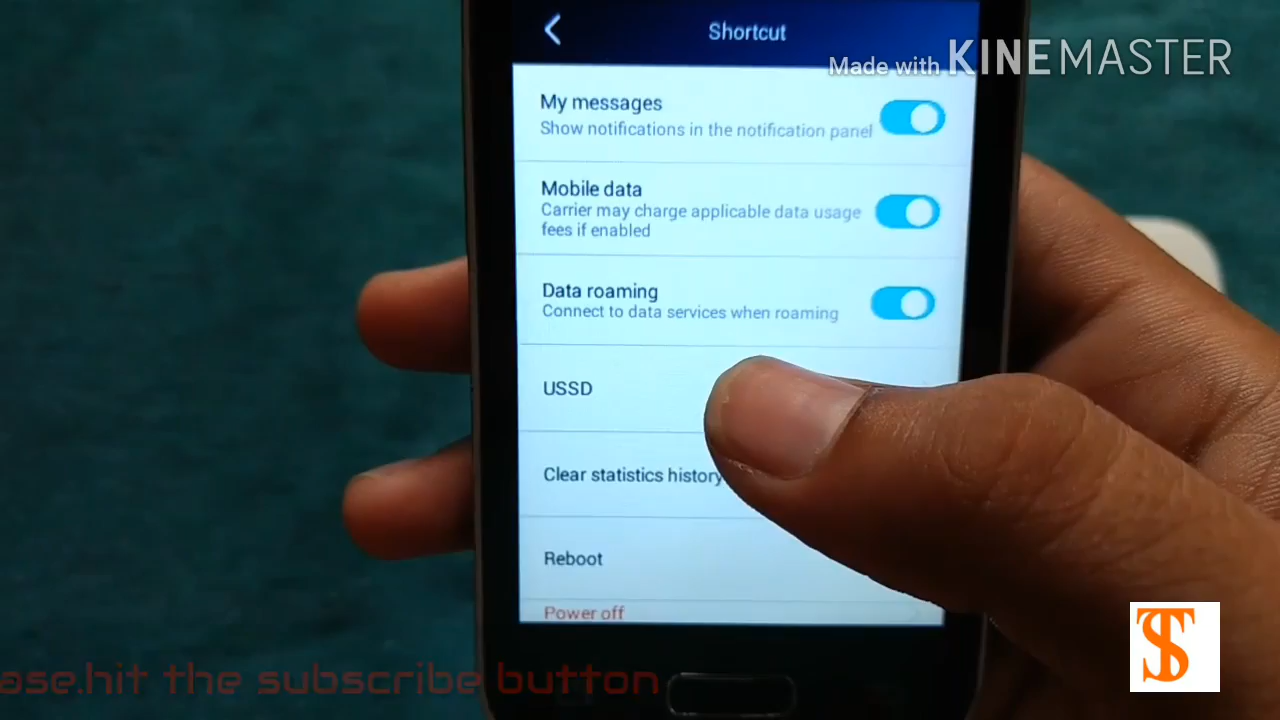 Shortcut
Made with KINEMASTER
My messages
Show notifications in the notification panel
Mobile data
Carrier may charge applicable data usage
fees if enabled
Data roaming
Connect to data services when roaming
USSD
Clear statistics history
Reboot
Power off
ase.hit the subscribe button
TS